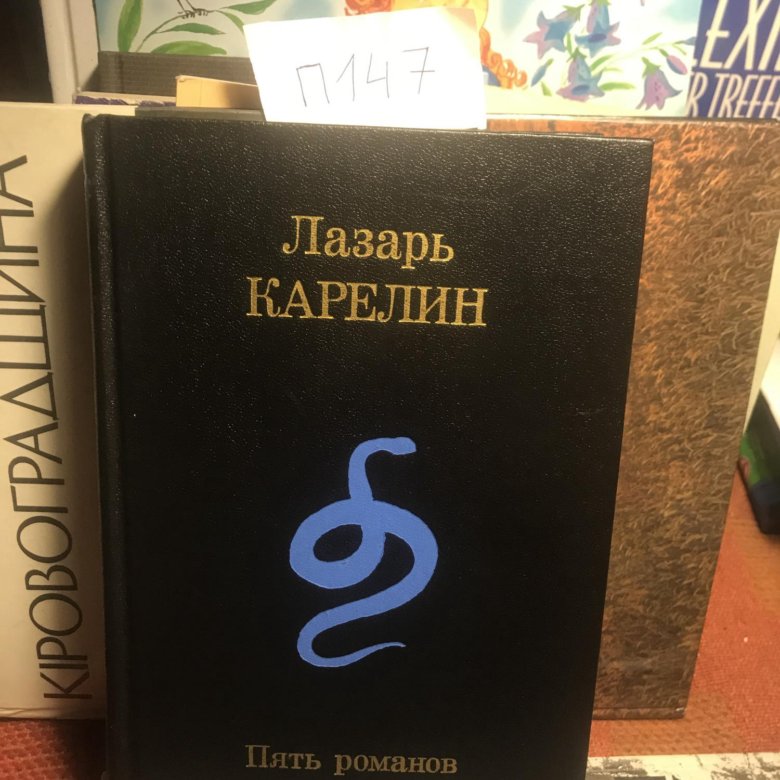 П147
Лазарь
КАРЕЛИН
Пять романов
КІРОВОГРАДЩИНА